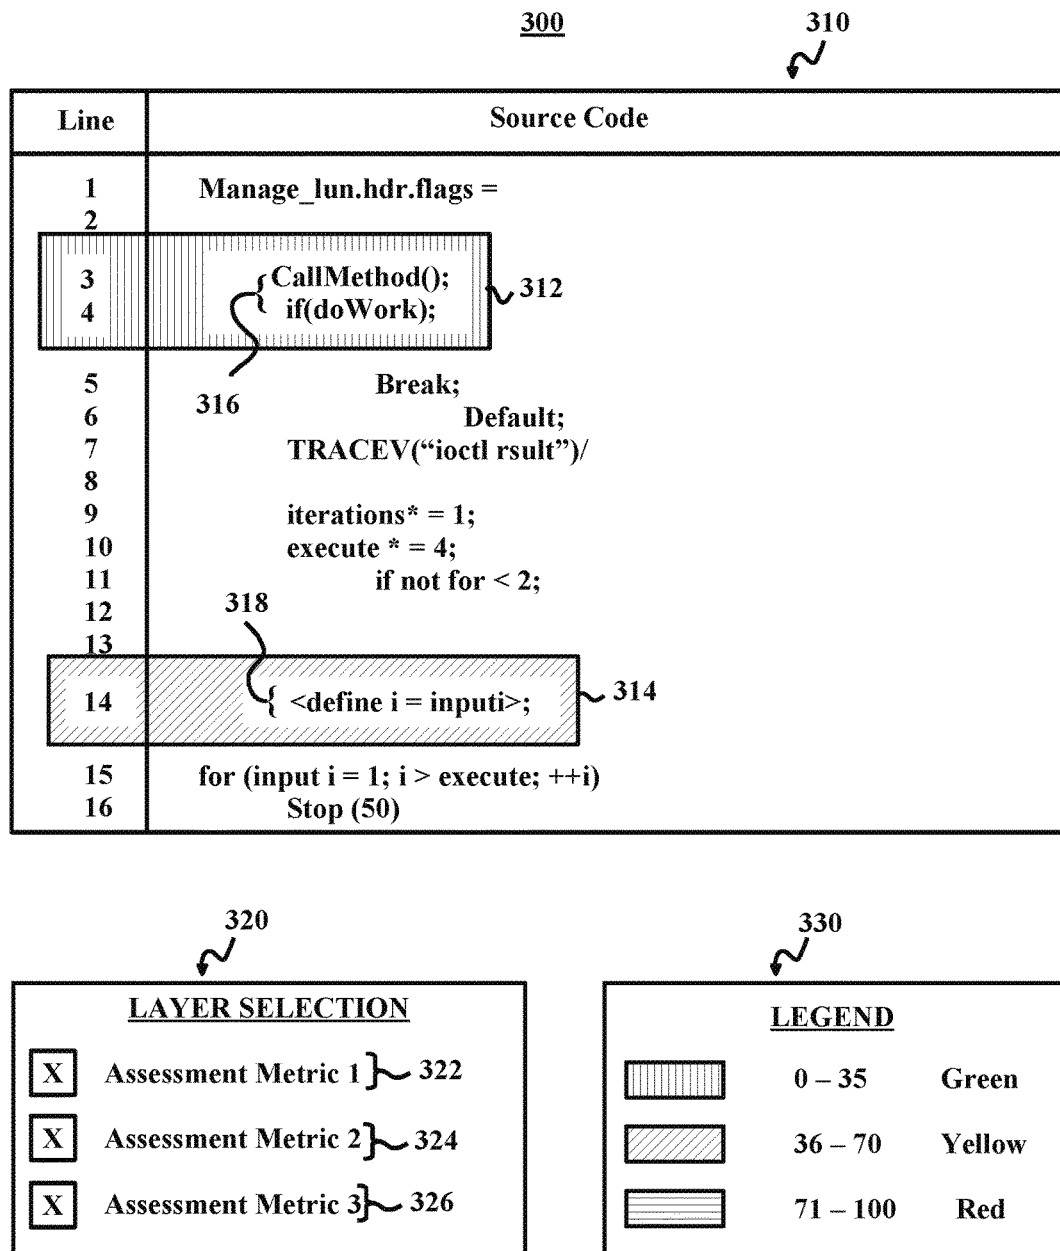 300
310
Line Source Code
1 Manage_lun.hdr.flags =
2
3 { CallMethod();
4 { if(doWork);
312
316
5 Break;
6 Default;
7 TRACEV(“ioctl rsult”)/
8
9 iterations* = 1;
10 execute * = 4;
11 if not for < 2;
12
318
13
14 { <define i = inputi>;
314
15 for (input i = 1; i > execute; ++i)
16 Stop (50)
320
LAYER SELECTION
X Assessment Metric 1} 322
X Assessment Metric 2} 324
X Assessment Metric 3} 326
330
LEGEND
0 – 35 Green
36 – 70 Yellow
71 – 100 Red